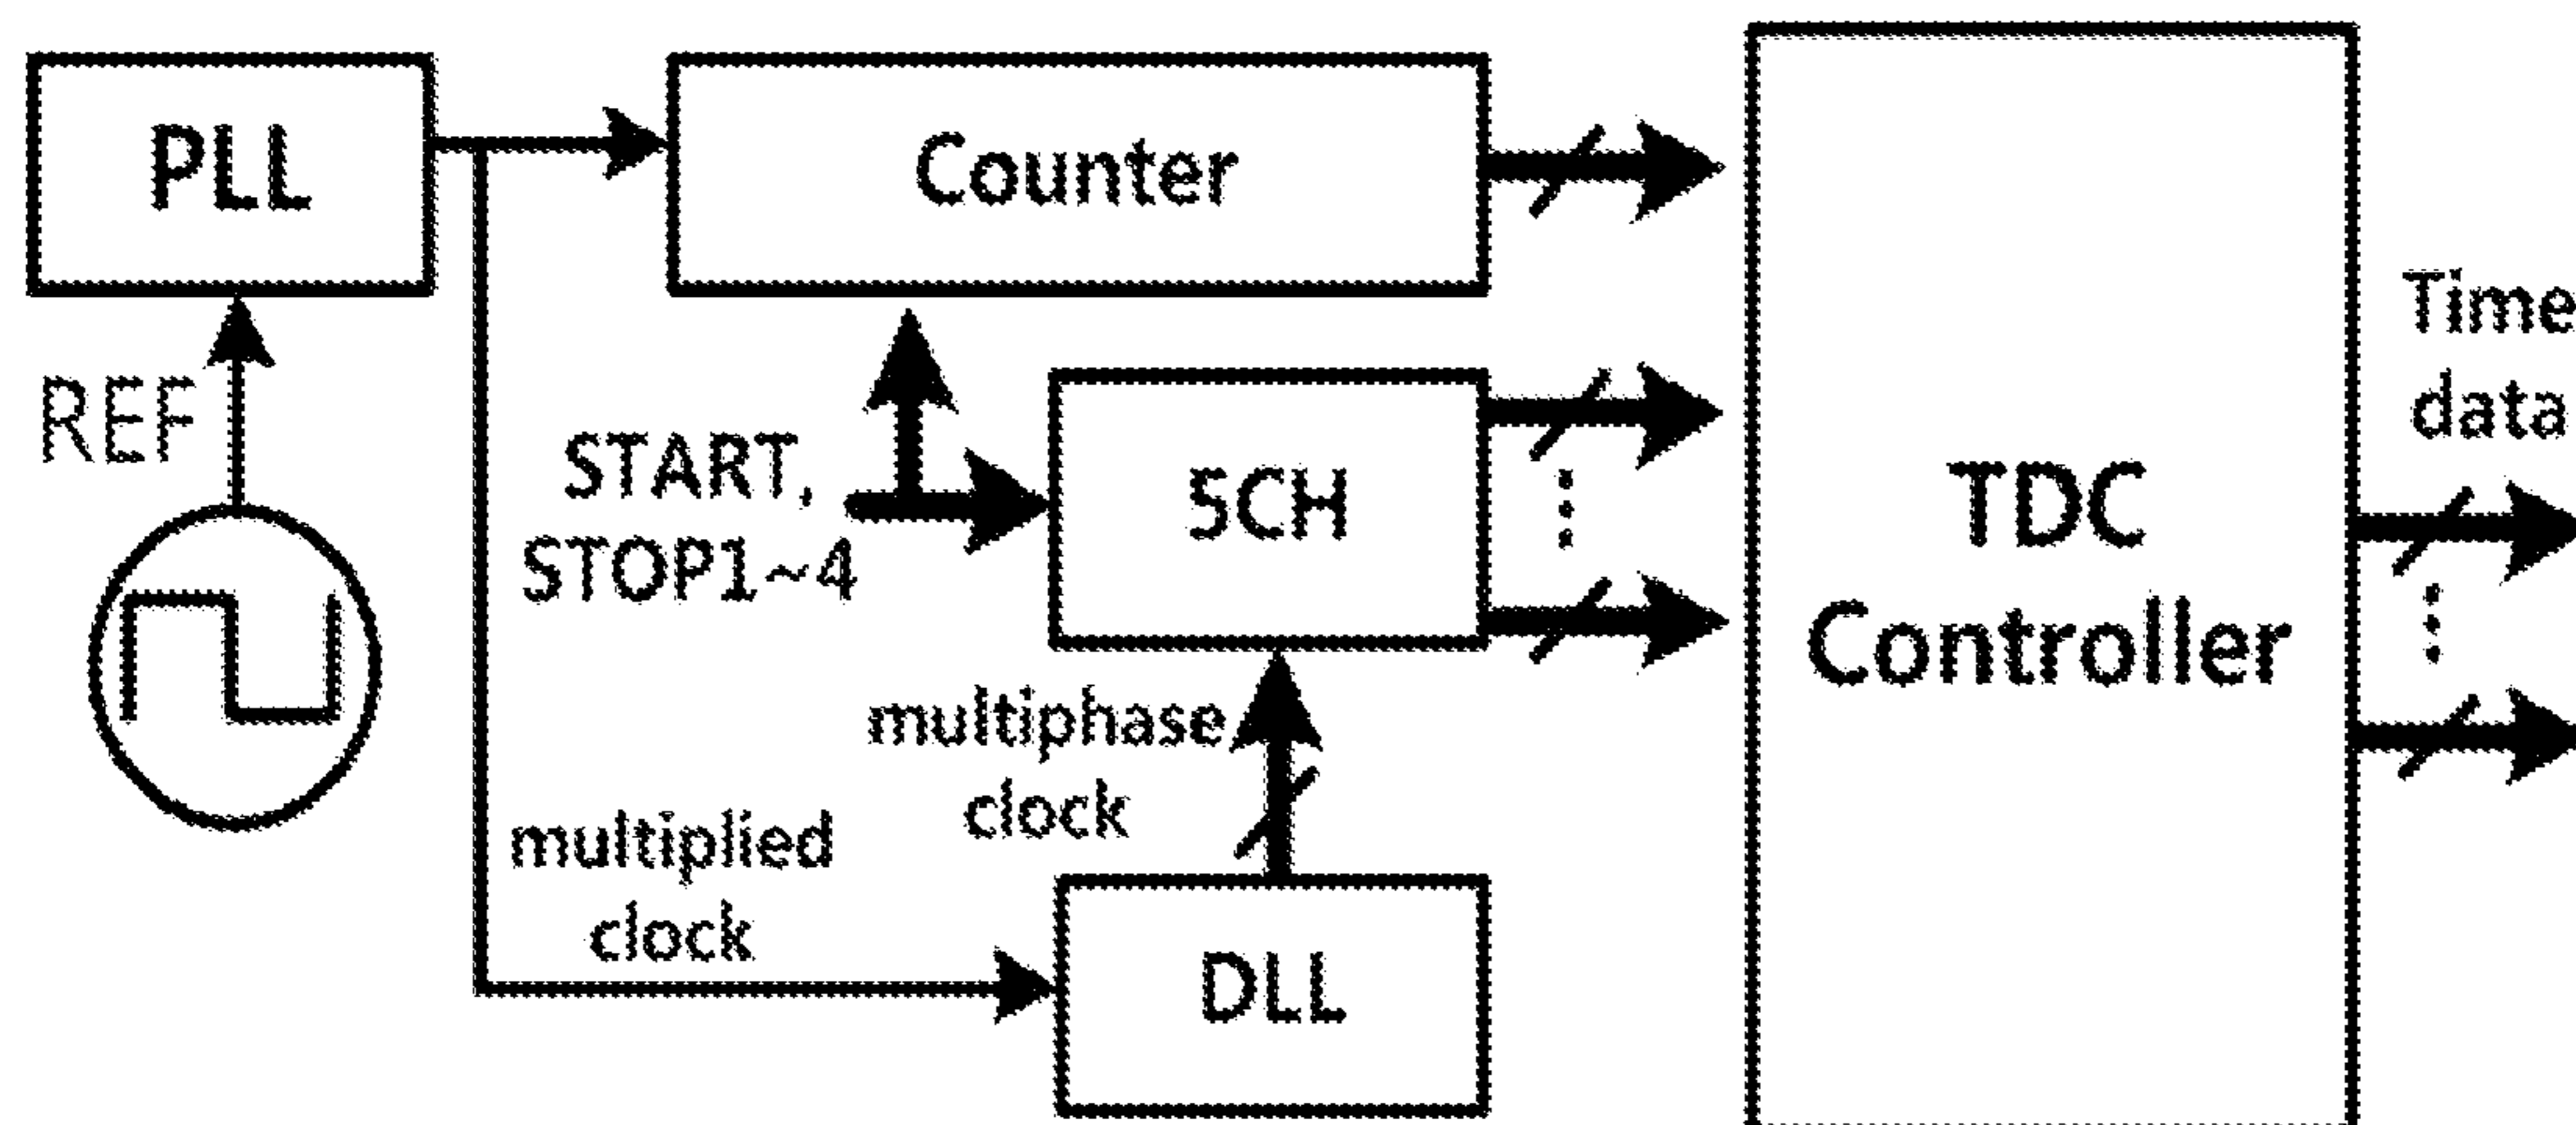 PLL
Counter
REF
START,
STOP1~4
5CH
TDC
Controller
Time
data
multiphase
clock
multiplied
clock
DLL